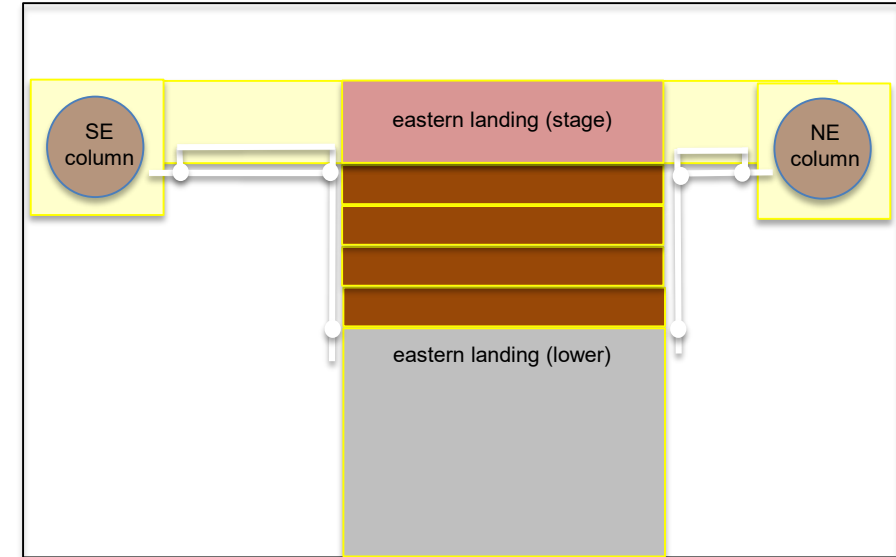 eastern landing (stage)
SE
column
NE
column
eastern landing (lower)